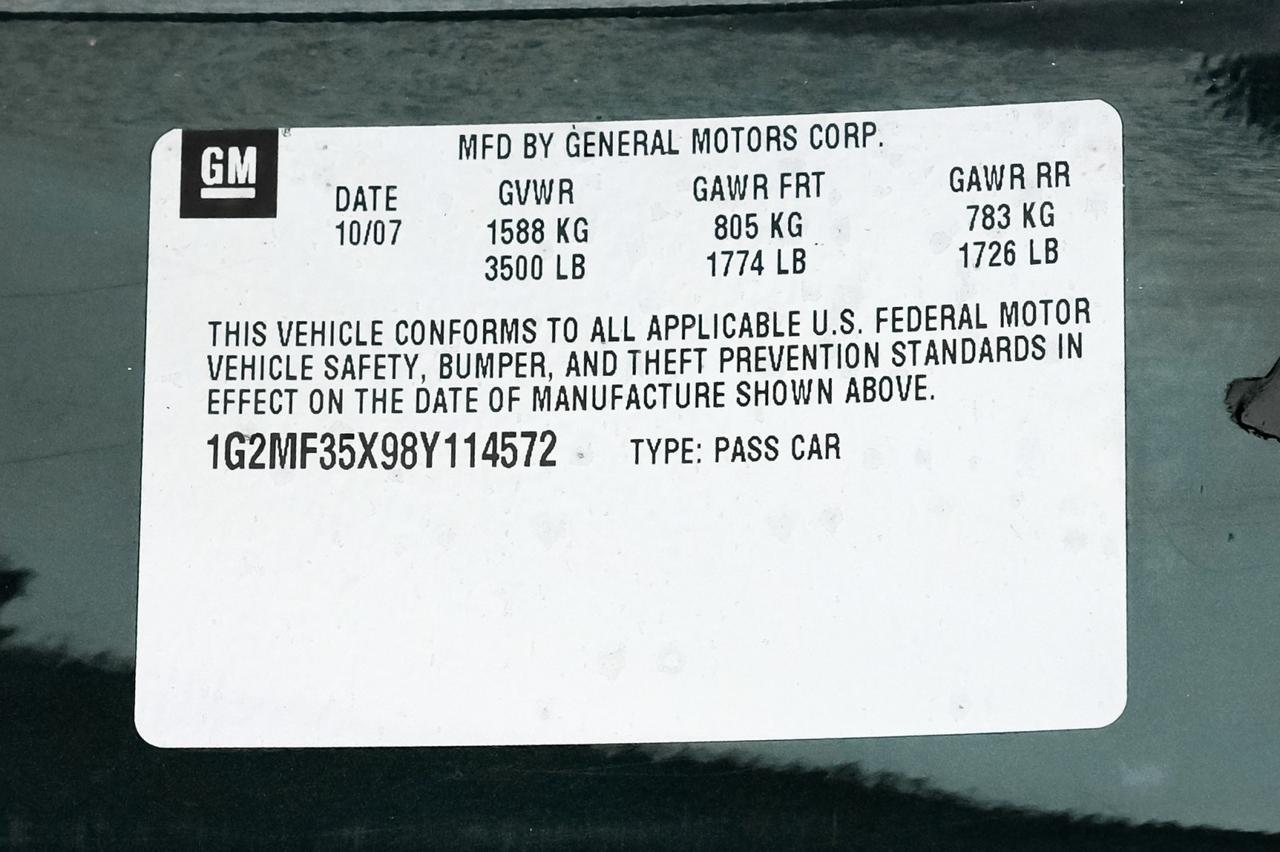 GM
MFD BY GENERAL MOTORS CORP.
DATE GVWR GAWR FRT GAWR RR
10/07 1588 KG 805 KG 783 KG
3500 LB 1774 LB 1726 LB
THIS VEHICLE CONFORMS TO ALL APPLICABLE U.S. FEDERAL MOTOR
VEHICLE SAFETY, BUMPER, AND THEFT PREVENTION STANDARDS IN
EFFECT ON THE DATE OF MANUFACTURE SHOWN ABOVE.
1G2MF35X98Y114572 TYPE: PASS CAR